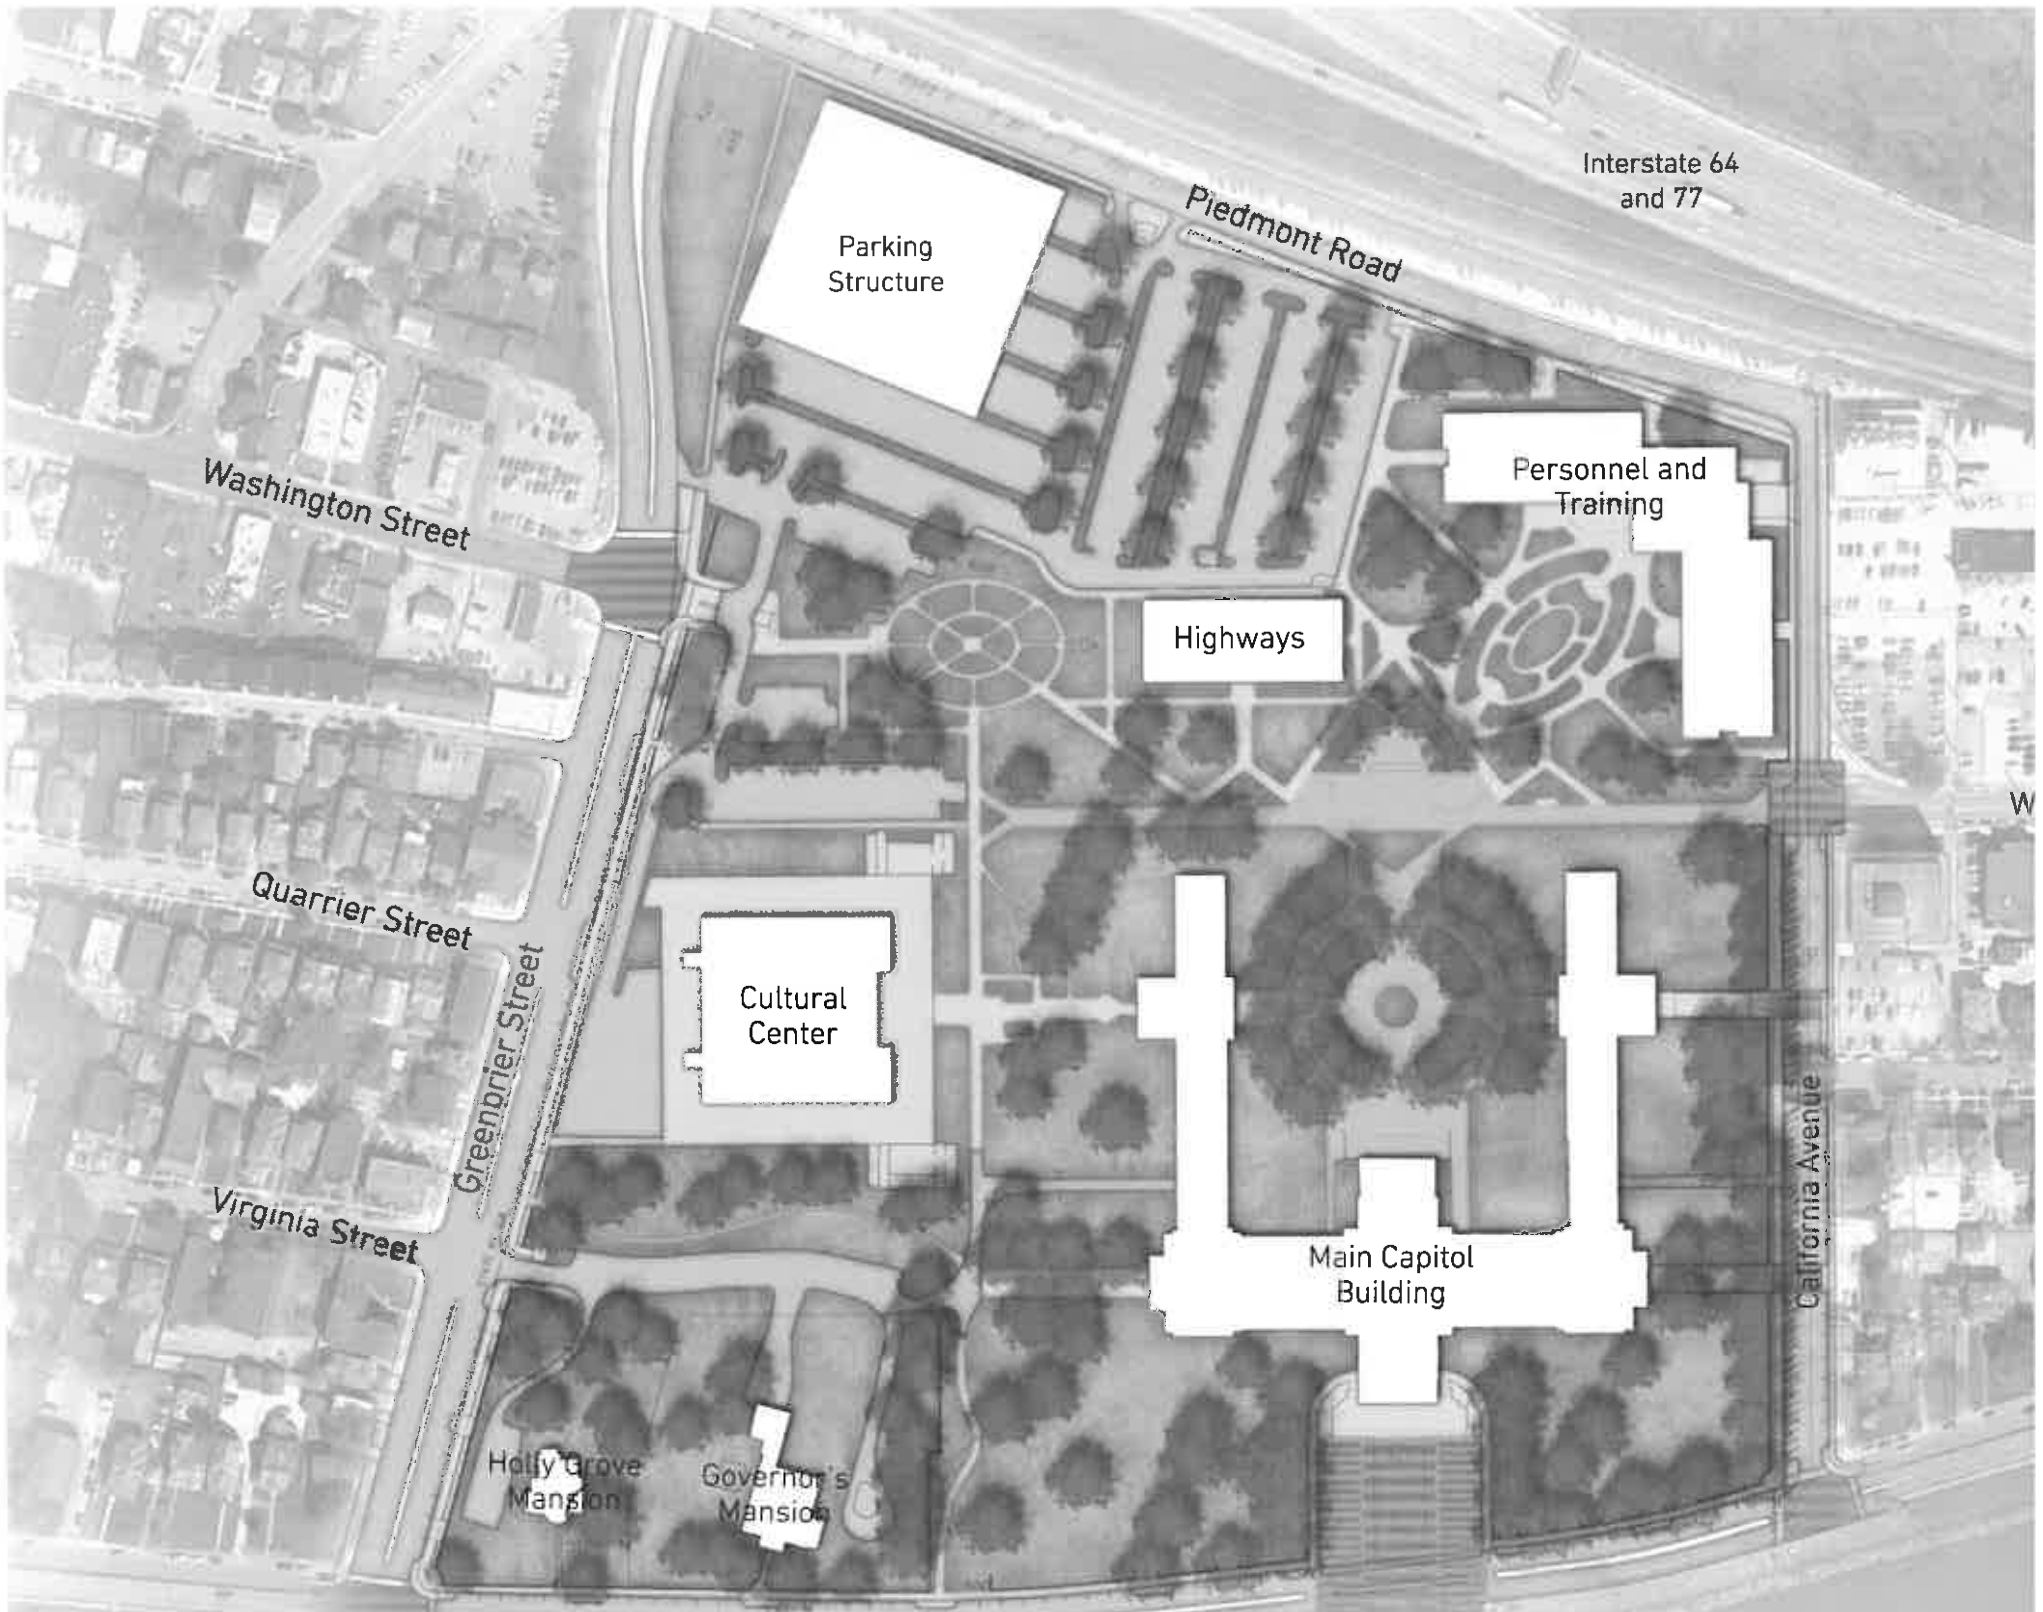 Interstate 64
and 77
Piedmont Road
Parking
Structure
Washington Street
Personnel and
Training
Highways
W
Quarrier Street
Greenbrier Street
Cultural
Center
Virginia Street
California Avenue
Main Capitol
Building
Holly Grove
Mansion
Governor's
Mansion